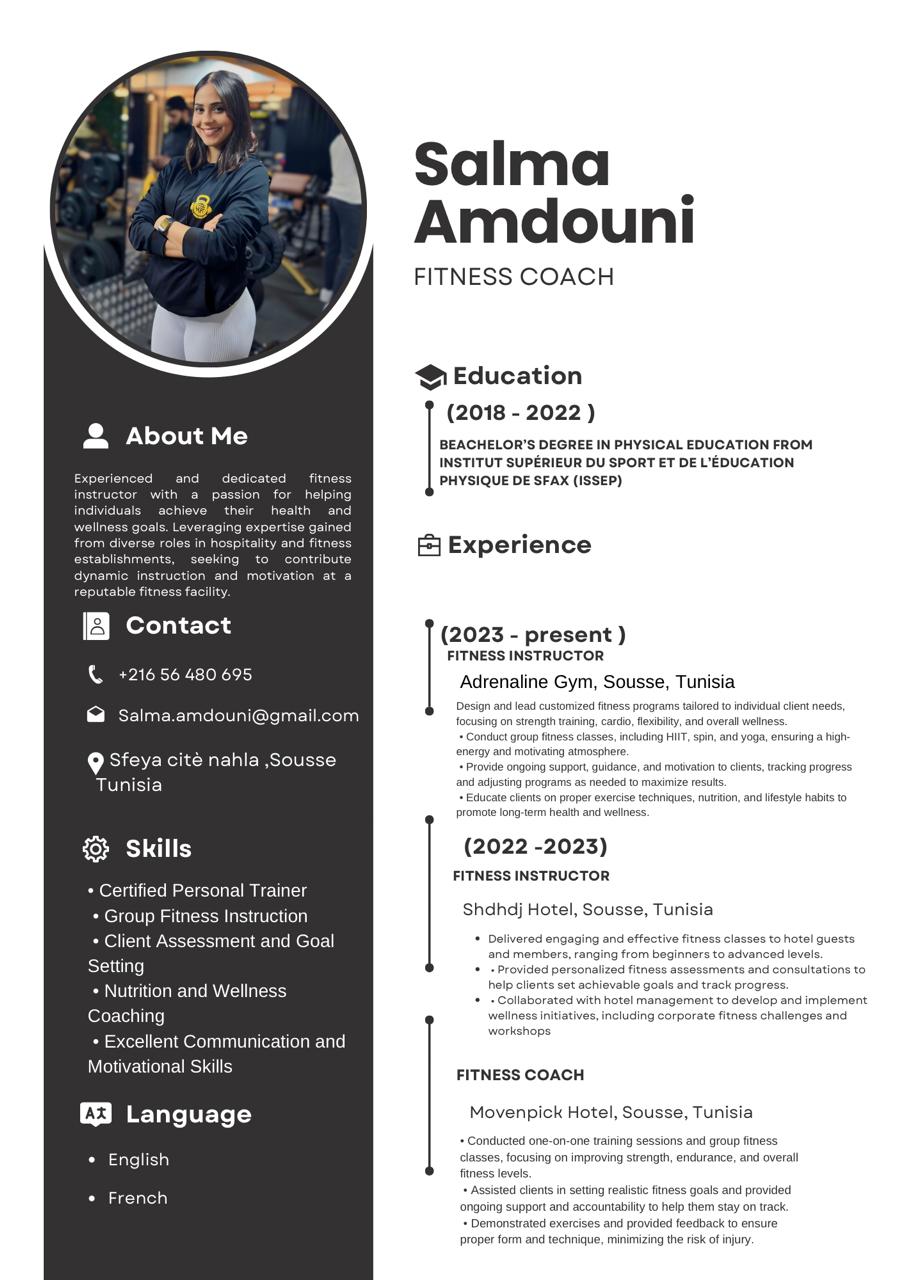 Salma
Amdouni
FITNESS COACH
About Me
Experienced and dedicated fitness
instructor with a passion for helping
individuals achieve their health and
wellness goals. Leveraging expertise gained
from diverse roles in hospitality and fitness
establishments, seeking to contribute
dynamic instruction and motivation at a
reputable fitness facility.
Contact
+216 56 480 695
Salma.amdouni@gmail.com
Sfeya citè nahla ,Sousse
Tunisia
Skills
• Certified Personal Trainer
• Group Fitness Instruction
• Client Assessment and Goal
Setting
• Nutrition and Wellness
Coaching
• Excellent Communication and
Motivational Skills
Language
• English
• French
Education
(2018 - 2022 )
BEACHELOR'S DEGREE IN PHYSICAL EDUCATION FROM
INSTITUT SUPÉRIEUR DU SPORT ET DE L'ÉDUCATION
PHYSIQUE DE SFAX (ISSEP)
Experience
(2023 - present )
FITNESS INSTRUCTOR
Adrenaline Gym, Sousse, Tunisia
Design and lead customized fitness programs tailored to individual client needs,
focusing on strength training, cardio, flexibility, and overall wellness.
• Conduct group fitness classes, including HIIT, spin, and yoga, ensuring a high-
energy and motivating atmosphere.
• Provide ongoing support, guidance, and motivation to clients, tracking progress
and adjusting programs as needed to maximize results.
• Educate clients on proper exercise techniques, nutrition, and lifestyle habits to
promote long-term health and wellness.
(2022 -2023)
FITNESS INSTRUCTOR
Shdhdj Hotel, Sousse, Tunisia
• Delivered engaging and effective fitness classes to hotel guests
and members, ranging from beginners to advanced levels.
• • Provided personalized fitness assessments and consultations to
help clients set achievable goals and track progress.
• • Collaborated with hotel management to develop and implement
wellness initiatives, including corporate fitness challenges and
workshops
FITNESS COACH
Movenpick Hotel, Sousse, Tunisia
• Conducted one-on-one training sessions and group fitness
classes, focusing on improving strength, endurance, and overall
fitness levels.
• Assisted clients in setting realistic fitness goals and provided
ongoing support and accountability to help them stay on track.
• Demonstrated exercises and provided feedback to ensure
proper form and technique, minimizing the risk of injury.